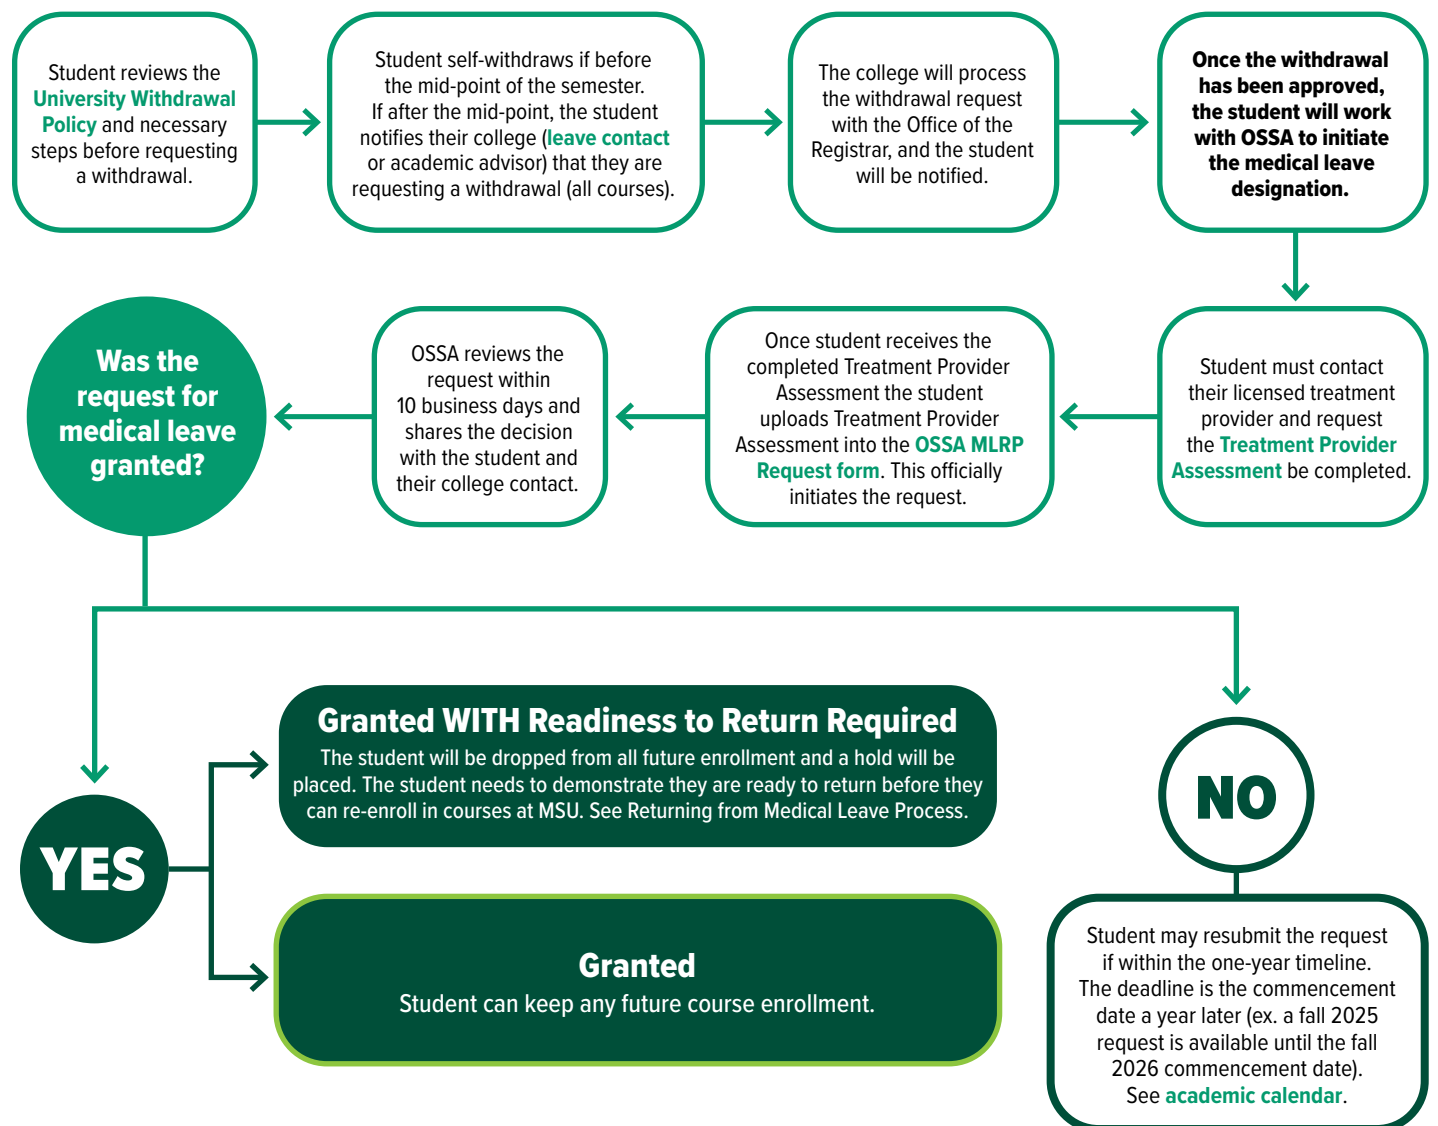 Student reviews the
University Withdrawal
Policy and necessary
steps before requesting
a withdrawal.
Student self-withdraws if before
the mid-point of the semester.
If after the mid-point, the student
notifies their college (leave contact
or academic advisor) that they are
requesting a withdrawal (all courses).
The college will process
the withdrawal request
with the Office of the
Registrar, and the student
will be notified.
Once the withdrawal
has been approved,
the student will work
with OSSA to initiate
the medical leave
designation.
Student must contact
their licensed treatment
provider and request
the Treatment Provider
Assessment be completed.
Once student receives the
completed Treatment Provider
Assessment the student
uploads Treatment Provider
Assessment into the OSSA MLRP
Request form. This officially
initiates the request.
OSSA reviews the
request within
10 business days and
shares the decision
with the student and
their college contact.
Was the
request for
medical leave
granted?
YES
Granted WITH Readiness to Return Required
The student will be dropped from all future enrollment and a hold will be
placed. The student needs to demonstrate they are ready to return before they
can re-enroll in courses at MSU. See Returning from Medical Leave Process.
Granted
Student can keep any future course enrollment.
NO
Student may resubmit the request
if within the one-year timeline.
The deadline is the commencement
date a year later (ex. a fall 2025
request is available until the fall
2026 commencement date).
See academic calendar.